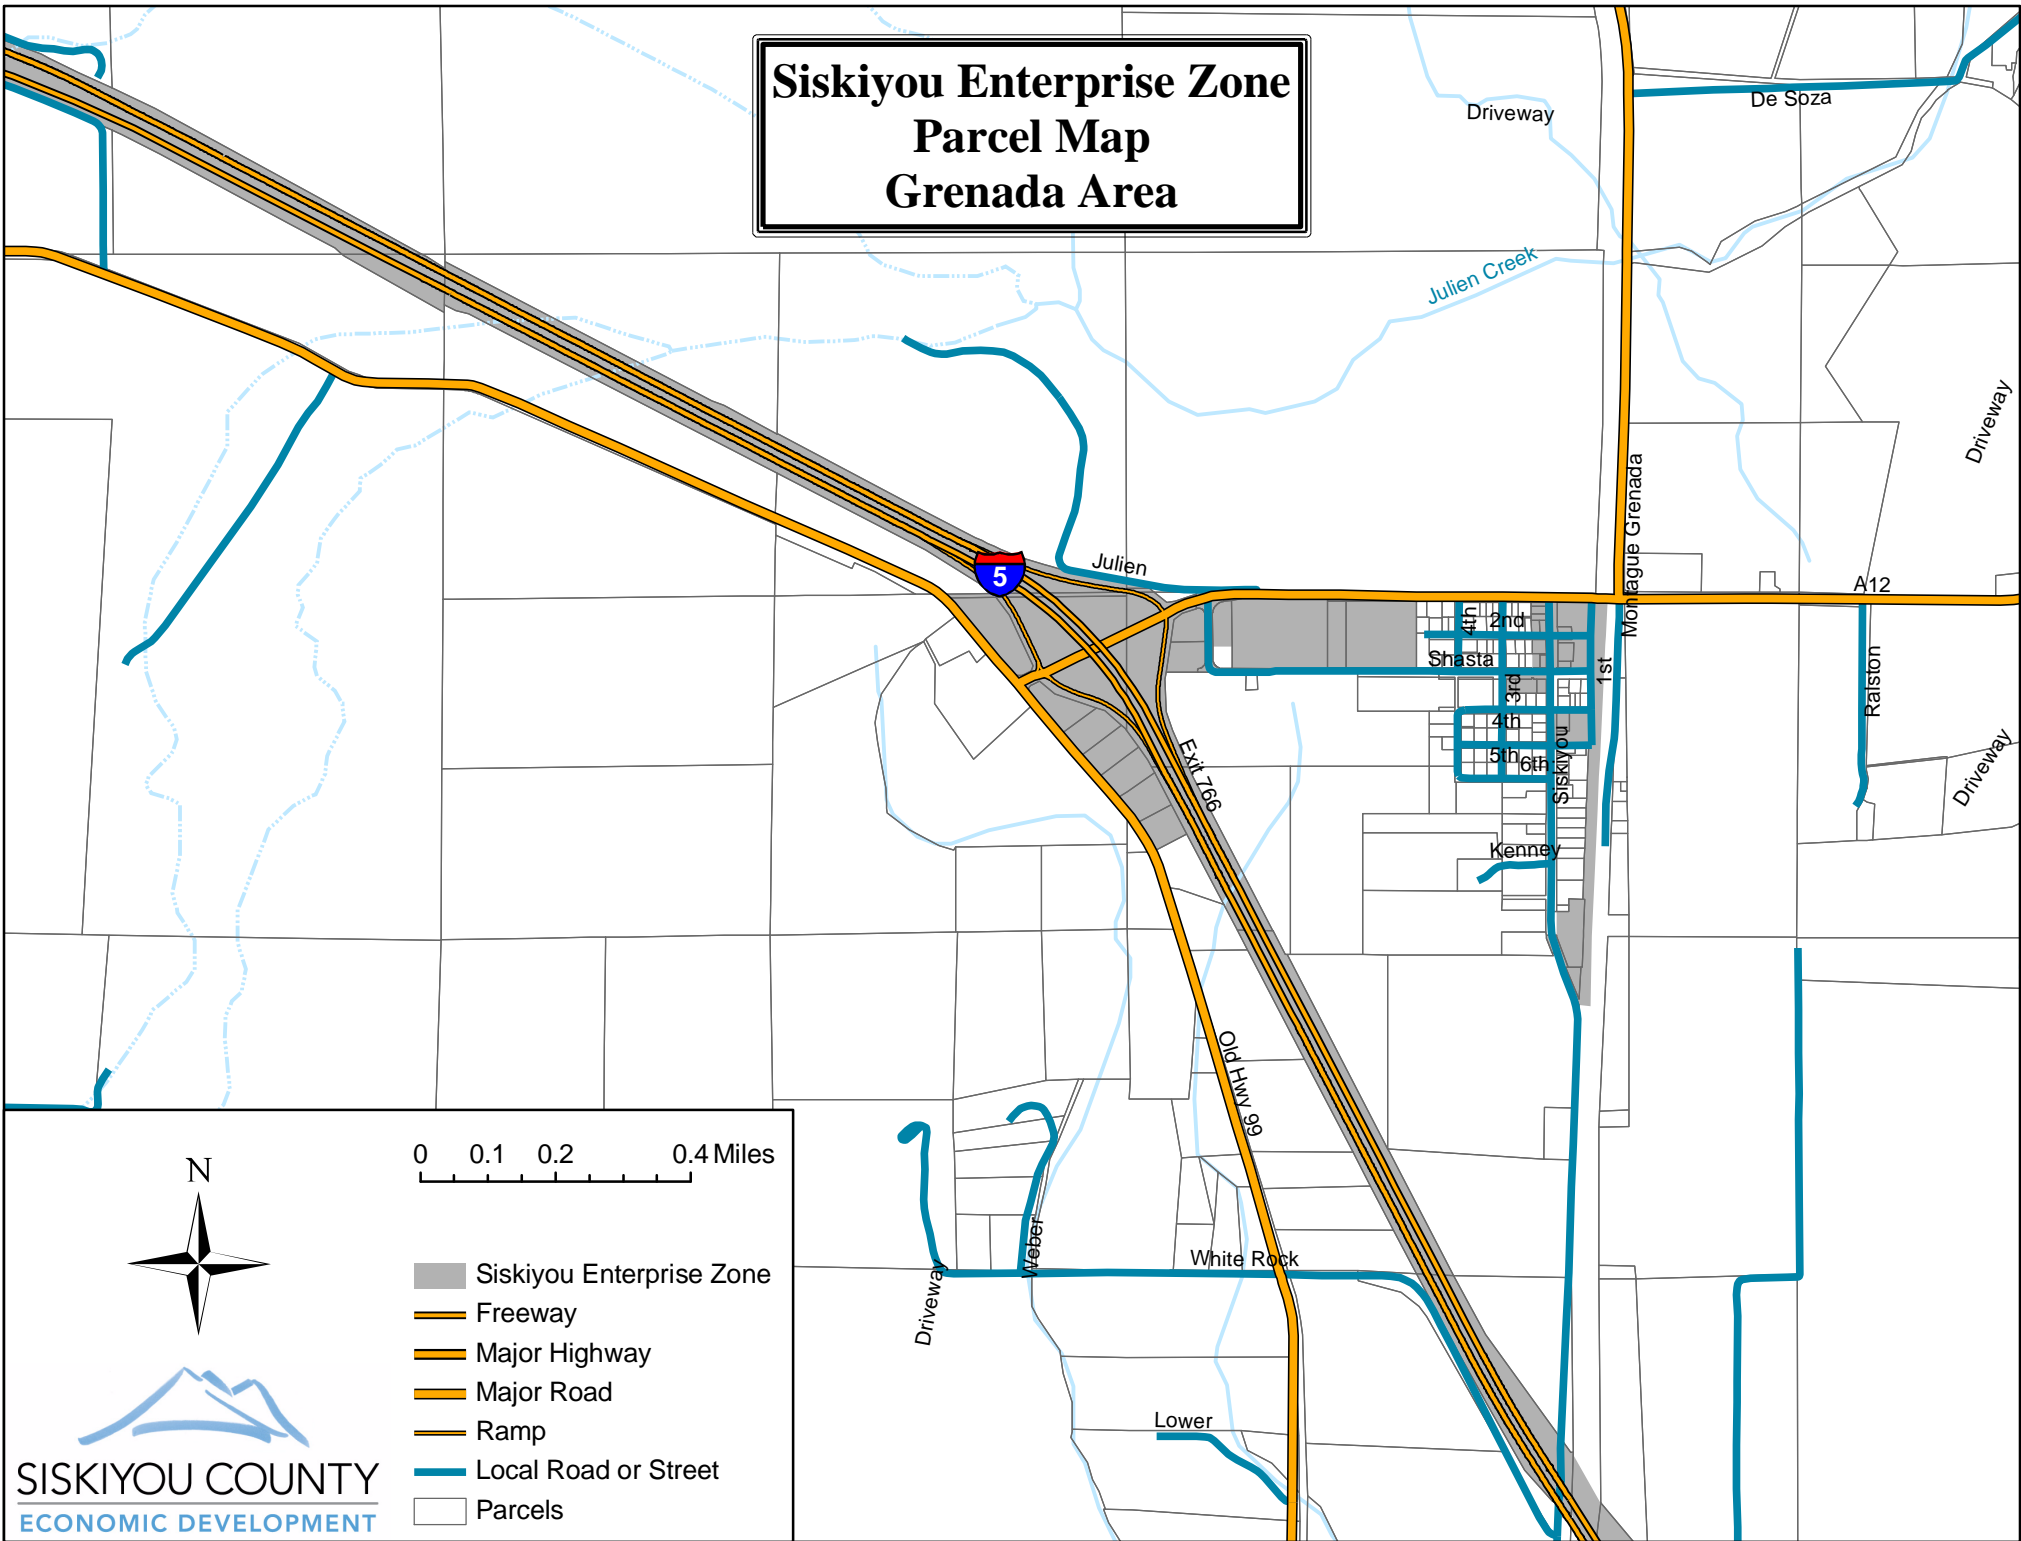 Siskiyou Enterprise Zone
Parcel Map
Grenada Area
Driveway
De Soza
Julien Creek
Driveway
Montague Grenada
5
Julien
A12
4th
2nd
Shasta
1st
3rd
Ralston
4th
5th
6th
Siskiyou
Exit 766
Driveway
Kenney
Old Hwy 99
White Rock
Weber
Driveway
Lower
N
0 0.1 0.2 0.4 Miles
Siskiyou Enterprise Zone
Freeway
Major Highway
Major Road
Ramp
Local Road or Street
Parcels
SISKIYOU COUNTY
ECONOMIC DEVELOPMENT